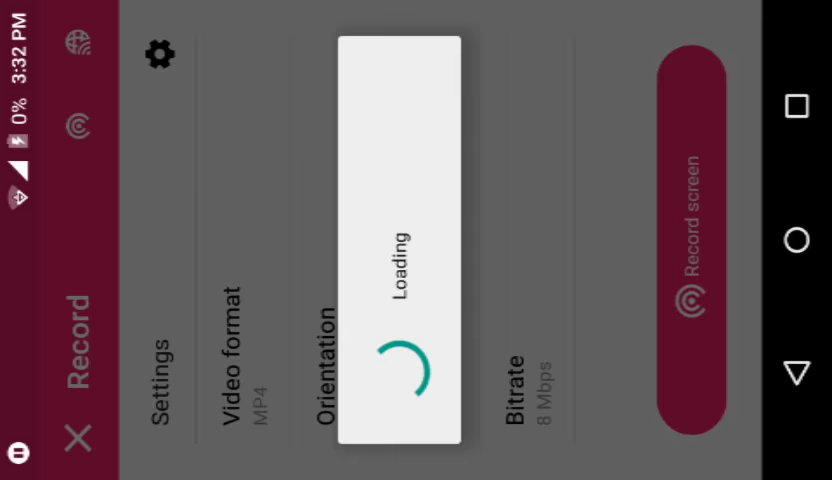 0% 3:32 PM
Record
Settings
Video format
MP4
Orientation
Loading
Bitrate
8 Mbps
Record screen